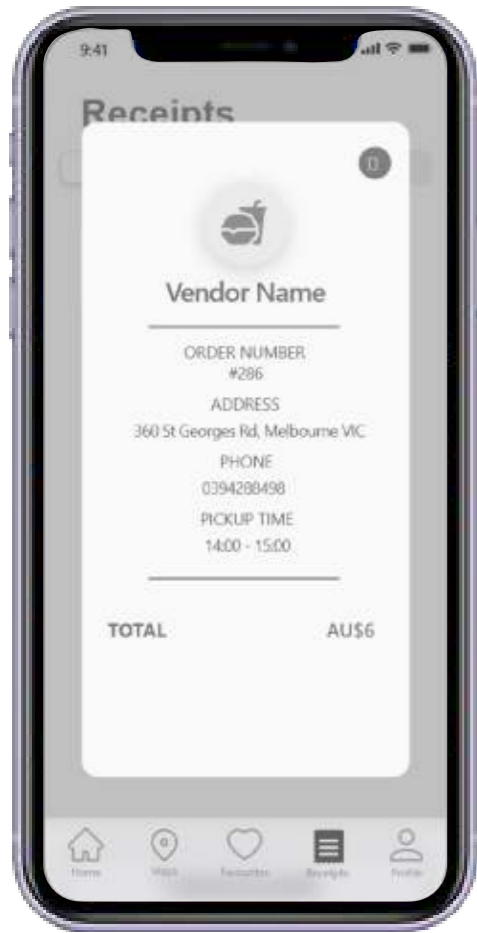 9:41
Receipts
Vendor Name
ORDER NUMBER
#286
ADDRESS
360 St Georges Rd, Melbourne VIC
PHONE
0394288498
PICKUP TIME
14:00 - 15:00
TOTAL AU$6
Home Maps Favourites Receipts Profile